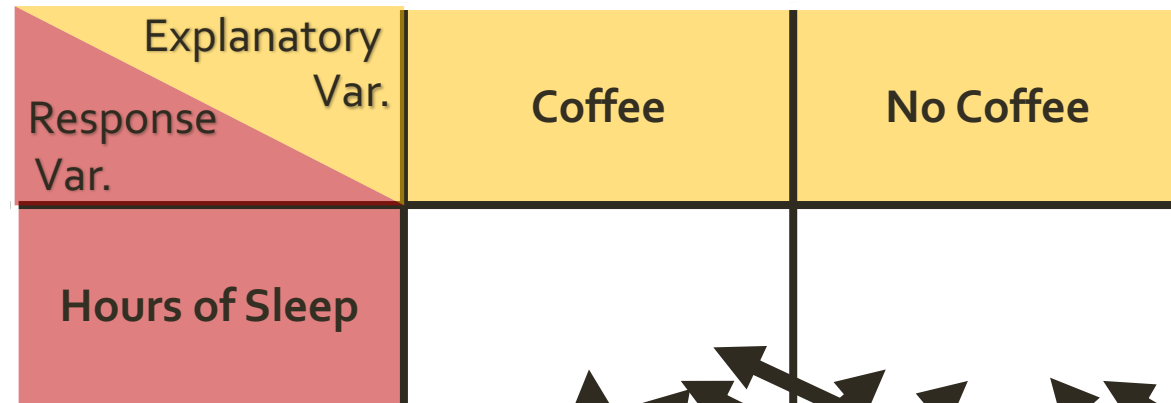 Explanatory
Var.
Response
Var.
Coffee
No Coffee
Hours of Sleep